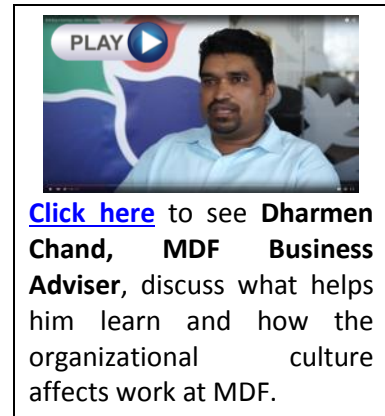 PLAY
Click here to see Dharmen
Chand, MDF Business
Adviser, discuss what helps
him learn and how the
organizational culture
affects work at MDF.